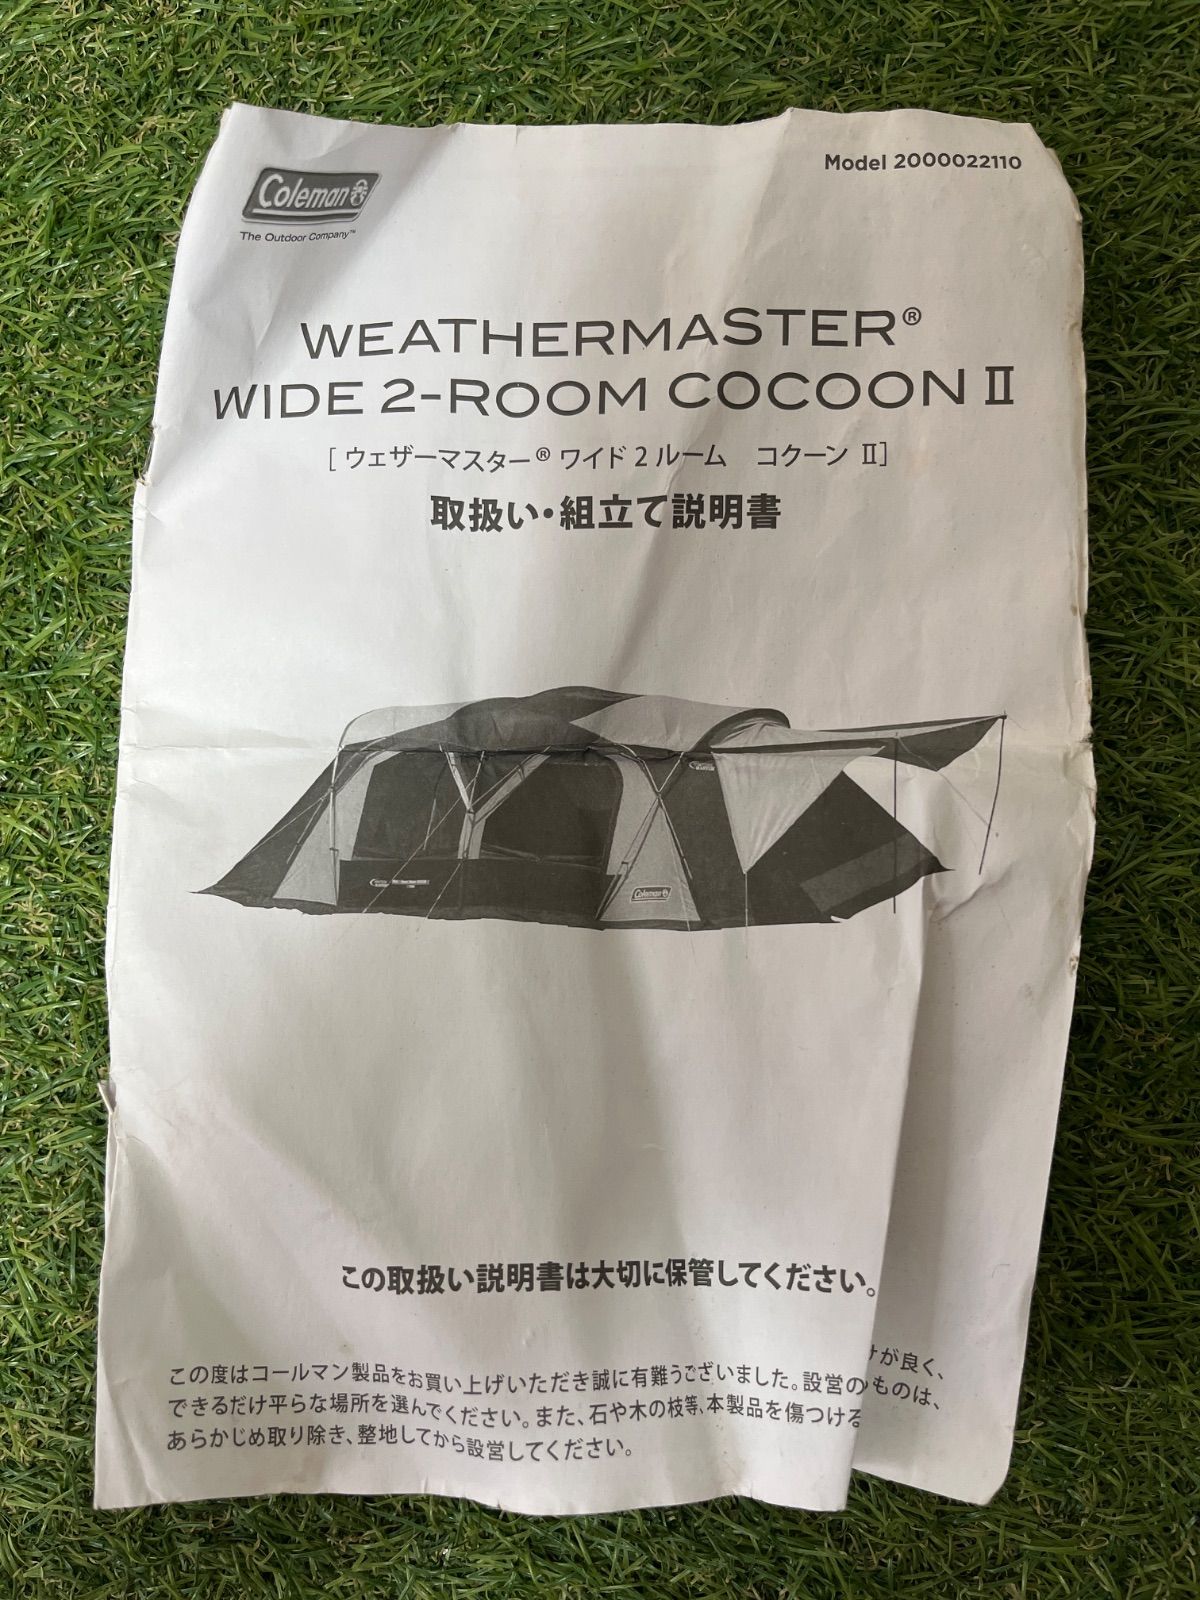 Coleman
The Outdoor Company™
Model 2000022110
WEATHERMASTER®
WIDE 2-ROOM COCOON Ⅱ
[ ウェザーマスター® ワイド 2 ルーム　コクーン Ⅱ]
取扱い・組立て説明書
Coleman
この取扱い説明書は大切に保管してください。
この度はコールマン製品をお買い上げいただき誠に有難うございました。設営の けが良く、
できるだけ平らな場所を選んでください。また、石や木の枝等、本製品を傷つける ものは、
あらかじめ取り除き、整地してから設営してください。